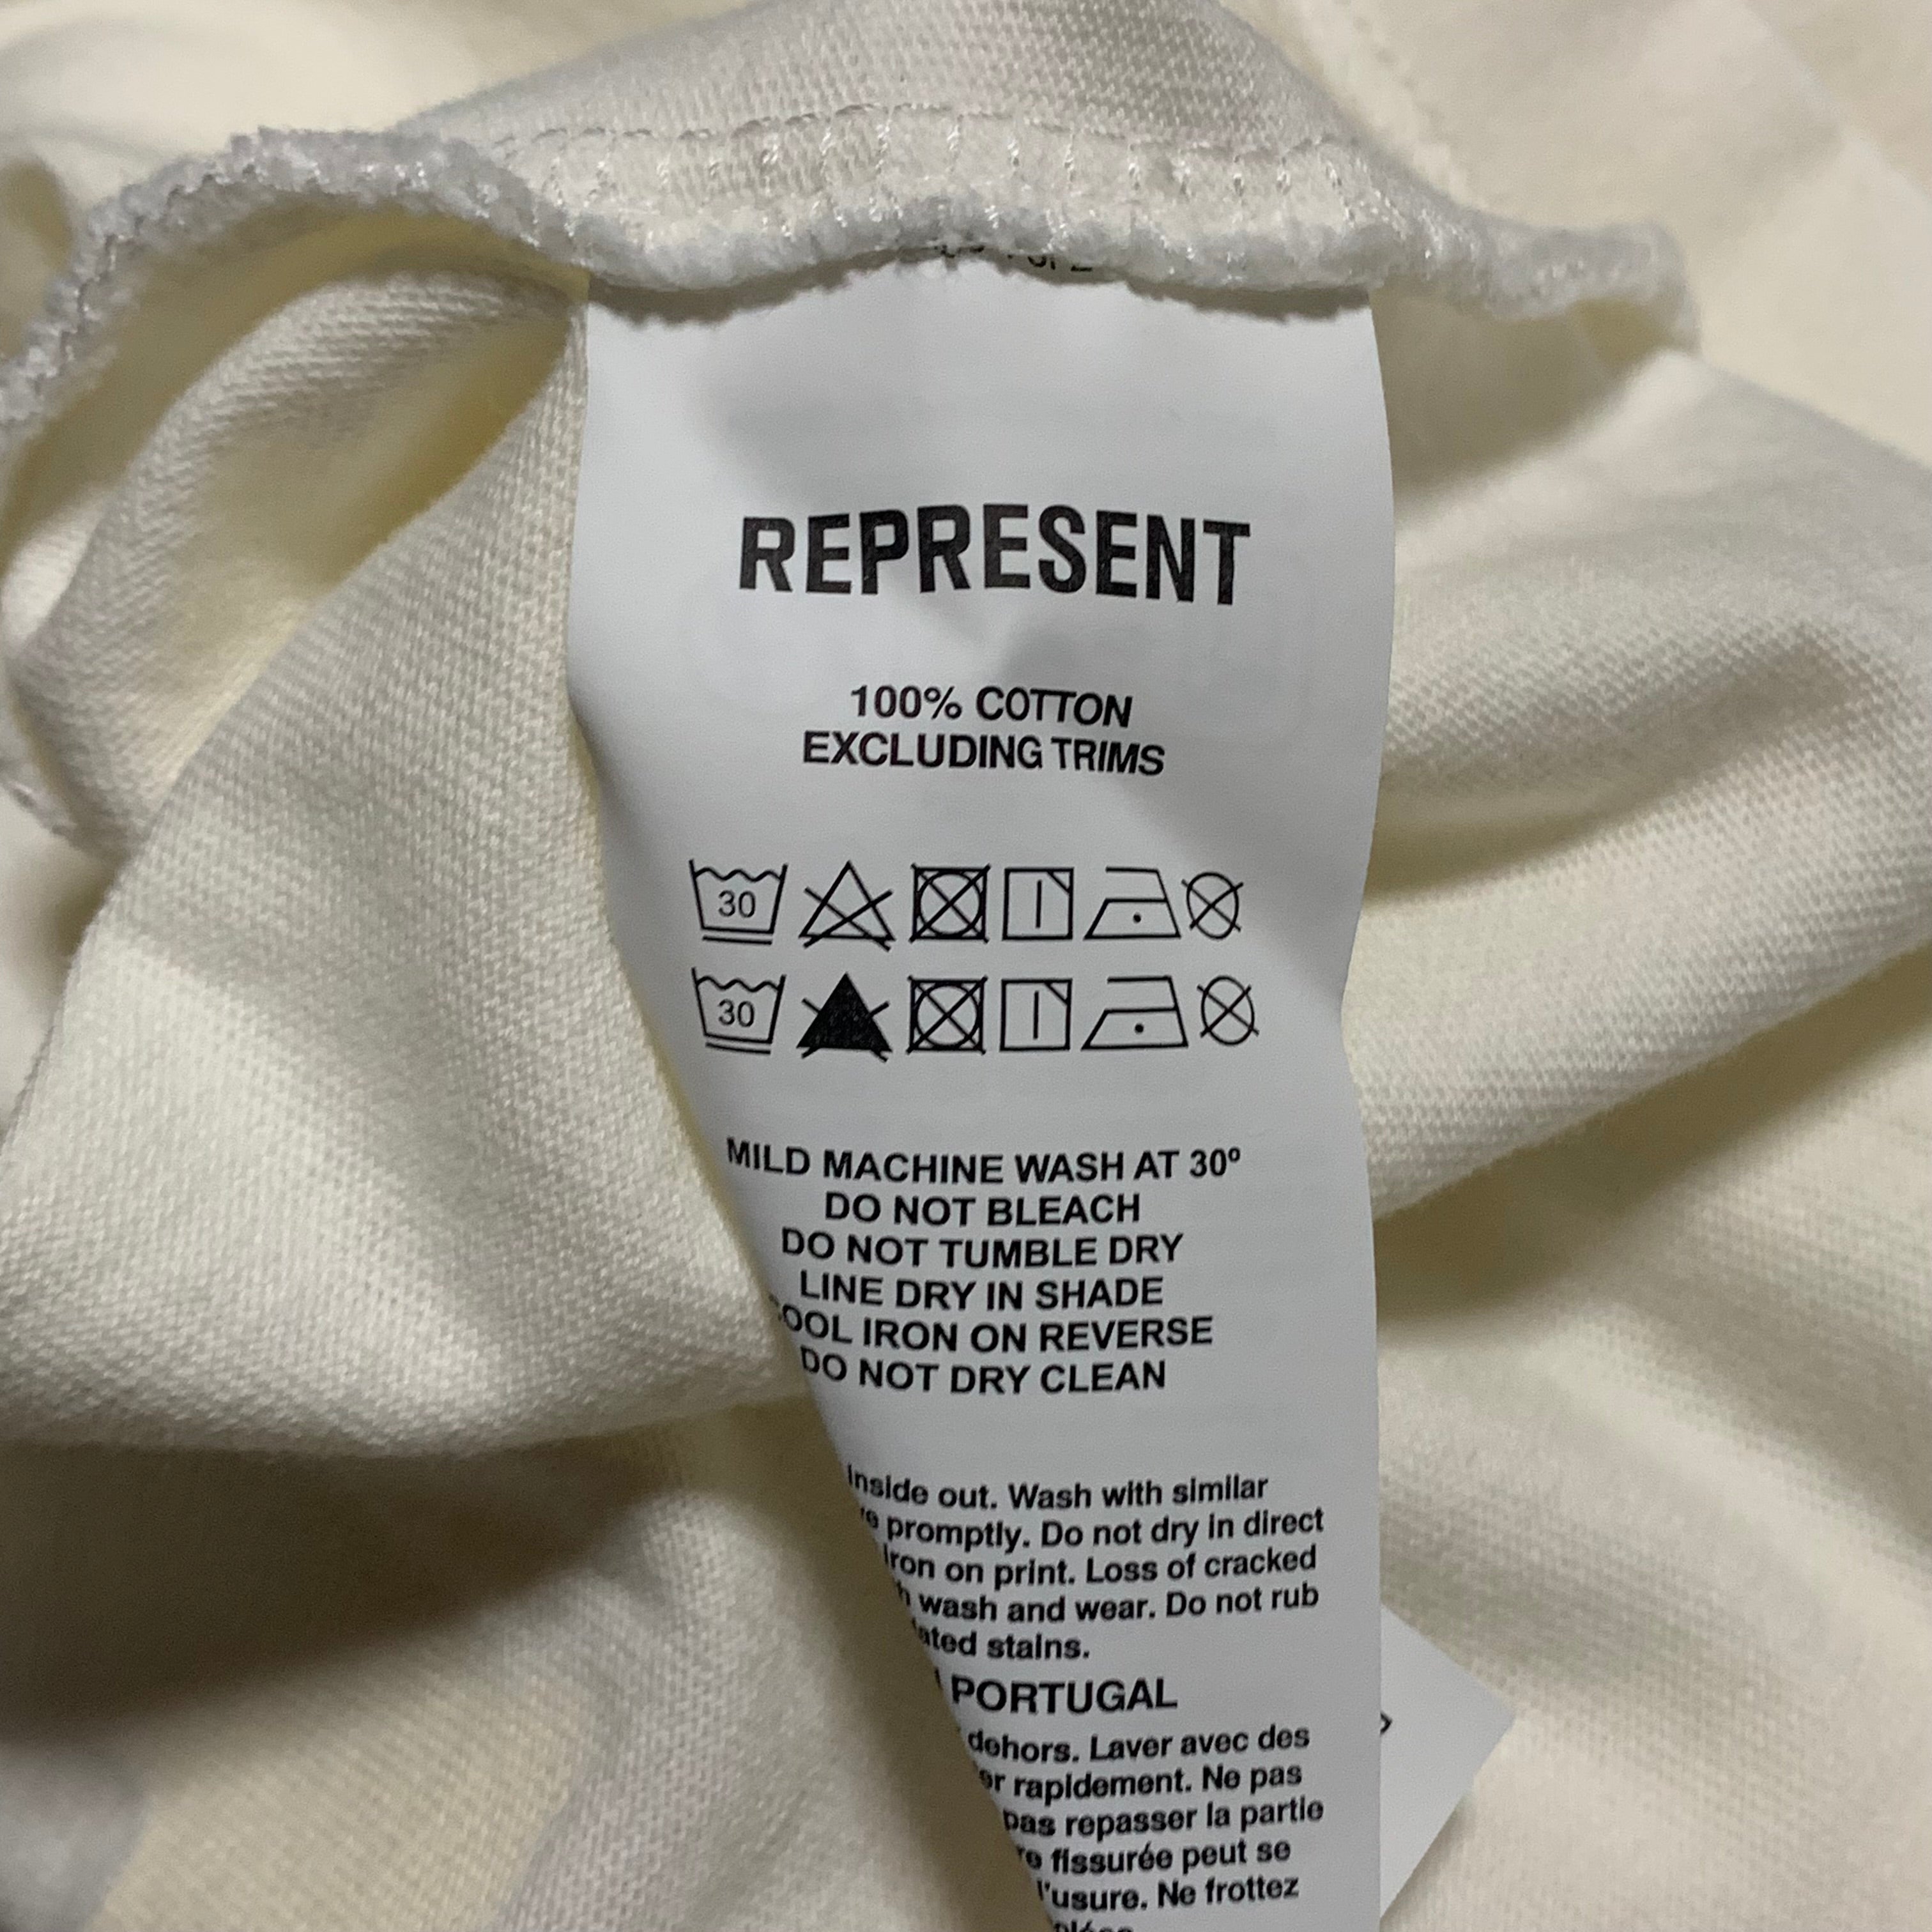 REPRESENT
100% COTTON
EXCLUDING TRIMS
30
30
MILD MACHINE WASH AT 30º
DO NOT BLEACH
DO NOT TUMBLE DRY
LINE DRY IN SHADE
COOL IRON ON REVERSE
DO NOT DRY CLEAN
inside out. Wash with similar
promptly. Do not dry in direct
iron on print. Loss of cracked
wash and wear. Do not rub
stains.
PORTUGAL
dehors. Laver avec des
rapidement. Ne pas
pas repasser la partie
fissurée peut se
l'usure. Ne frottez